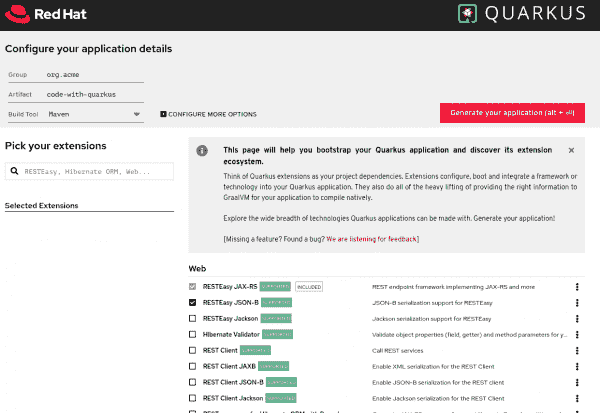 Red Hat
QUARKUS
Configure your application details
Group org.acme
Artifact code-with-quarkus
Build Tool Maven
CONFIGURE MORE OPTIONS
Generate your application (alt + ⏎)
Pick your extensions
RESTEasy, Hibernate ORM, Web...
Selected Extensions
This page will help you bootstrap your Quarkus application and discover its extension
ecosystem.
Think of Quarkus extensions as your project dependencies. Extensions configure, boot and integrate a framework or
technology into your Quarkus application. They also do all of the heavy lifting of providing the right information to
GraalVM for your application to compile natively.
Explore the wide breadth of technologies Quarkus applications can be made with. Generate your application!
[Missing a feature? Found a bug? We are listening for feedback]
Web
RESTEasy JAX-RS INCLUDED REST endpoint framework implementing JAX-RS and more
RESTEasy JSON-B JSON-B serialization support for RESTEasy
RESTEasy Jackson Jackson serialization support for RESTEasy
Hibernate Validator Validate object properties (field, getter) and method parameters for y...
REST Client Call REST services
REST Client JAXB Enable XML serialization for the REST Client
REST Client JSON-B Enable JSON-B serialization for the REST Client
REST Client Jackson Enable Jackson serialization for the REST Client